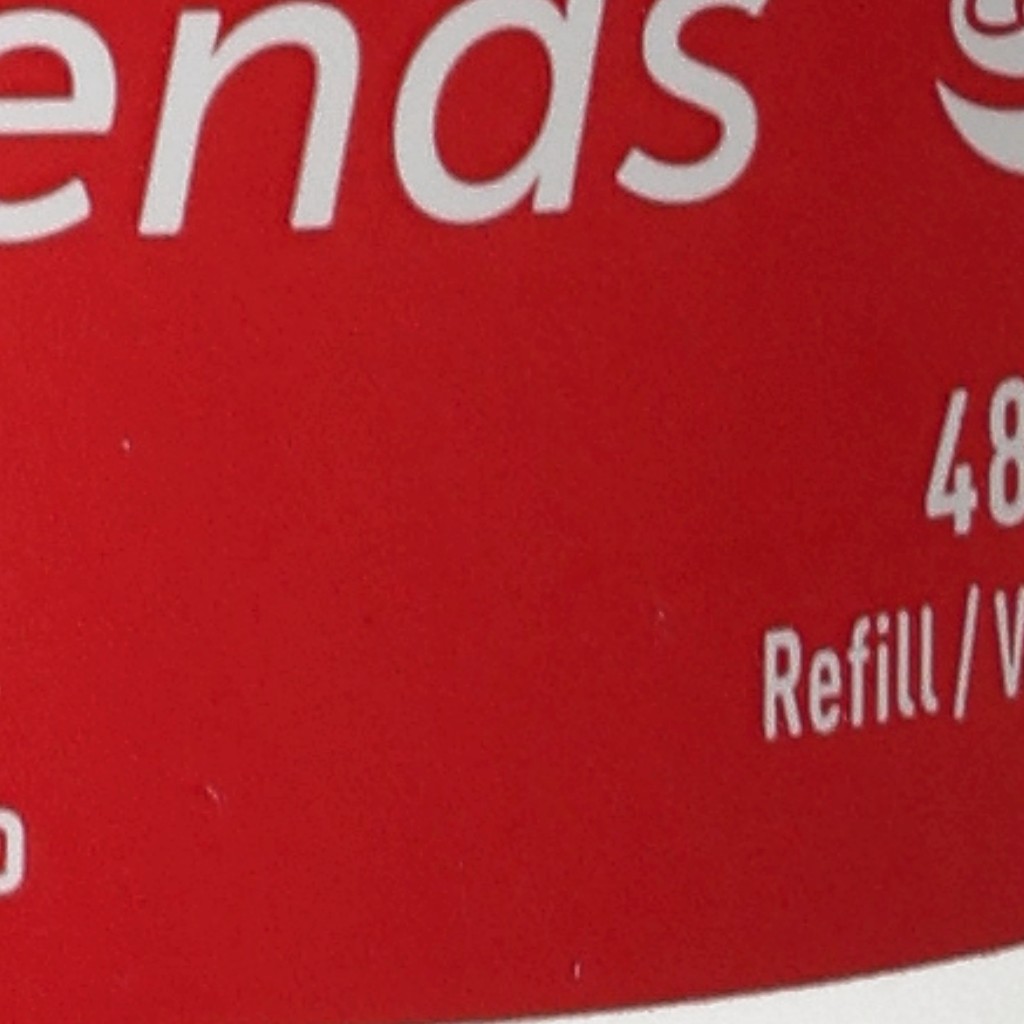 ends
48
Refill / V
o